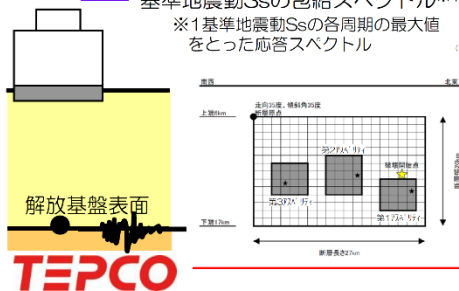 基準地震動Ssの包絡スペクトル
※1基準地震動Ssの各周期の最大値
をとった応答スペクトル
南西
北東
上端6km
走向35度、傾斜角35度
断層原点
第2アスペリティ
破壊開始点
第3アスペリティ
第1アスペリティ
下端17km
断層長さ27km
解放基盤表面
TEPCO